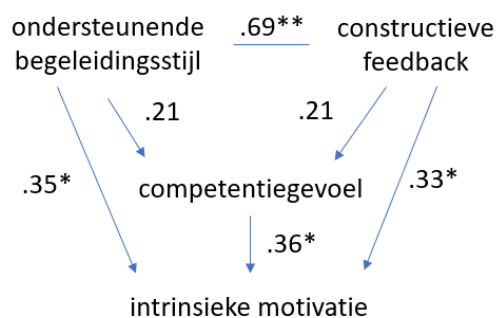 ondersteunende .69** constructieve
begeleidingsstijl feedback
.21 .21
.35* competentiegevoel .33*
.36*
intrinsieke motivatie